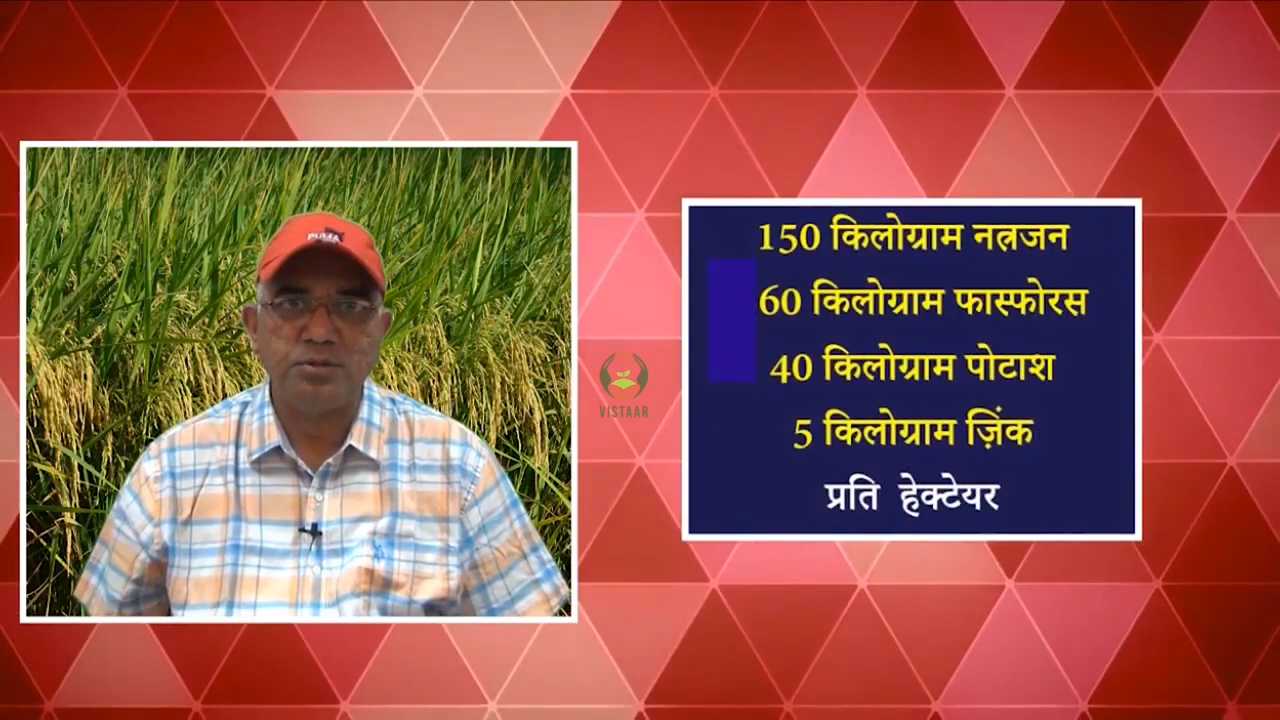 PUMA
VISTAAR
150 किलोग्राम नत्रजन
60 किलोग्राम फास्फोरस
40 किलोग्राम पोटाश
5 किलोग्राम ज़िंक
प्रति हेक्टेयर